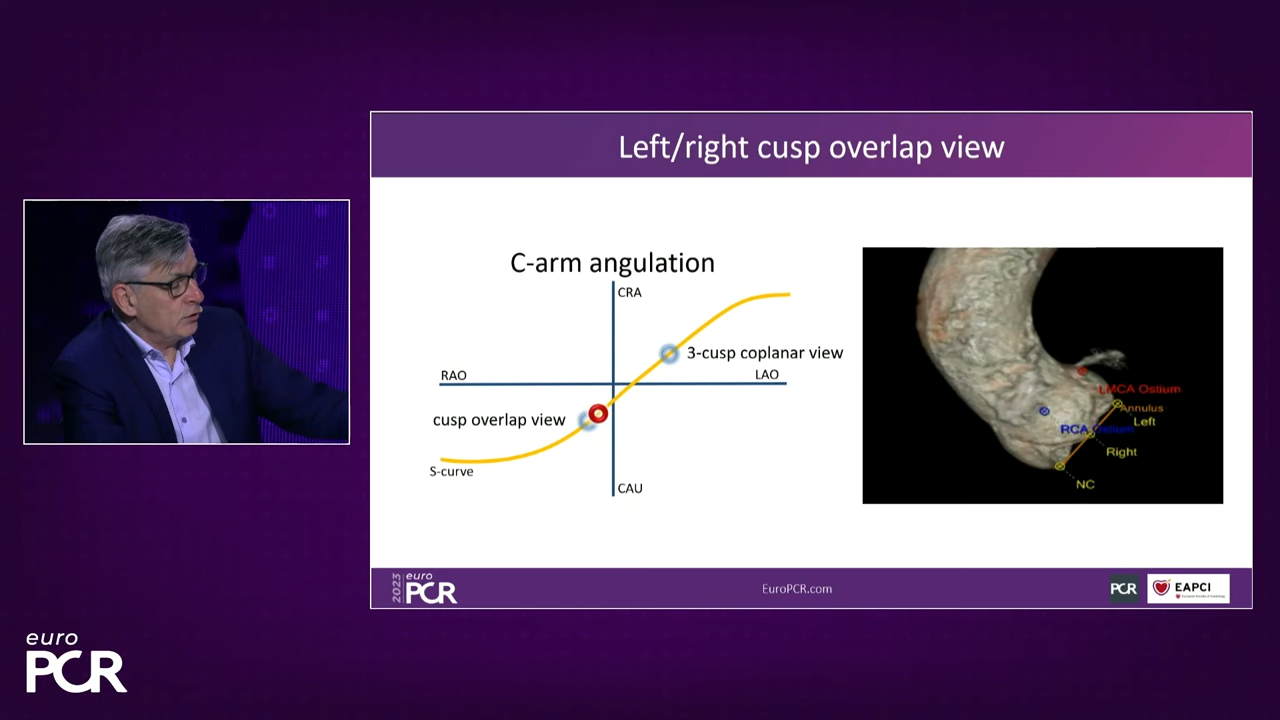 Left/right cusp overlap view
C-arm angulation
CRA
3-cusp coplanar view
RAO
LAO
cusp overlap view
S-curve
CAU
LMCA Ostium
Annulus
Left
RCA Ostium
Right
NC
2023
euro
PCR
EuroPCR.com
PCR
EAPCI
euro
PCR